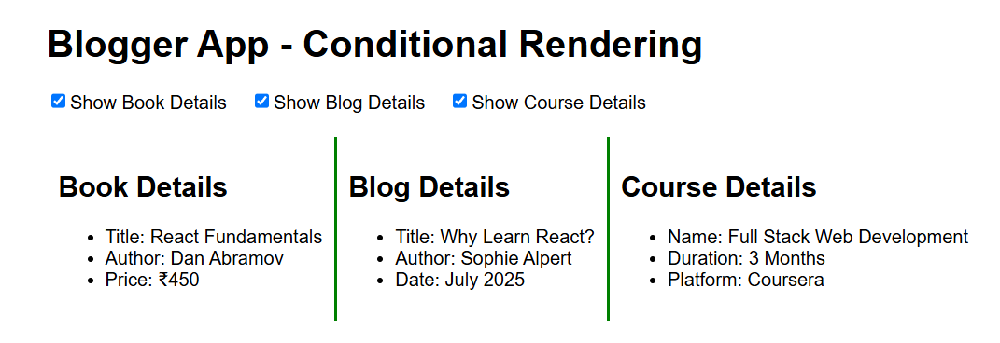 Blogger App - Conditional Rendering
Show Book Details Show Blog Details Show Course Details
Book Details
Title: React Fundamentals
Author: Dan Abramov
Price: ₹450
Blog Details
Title: Why Learn React?
Author: Sophie Alpert
Date: July 2025
Course Details
Name: Full Stack Web Development
Duration: 3 Months
Platform: Coursera